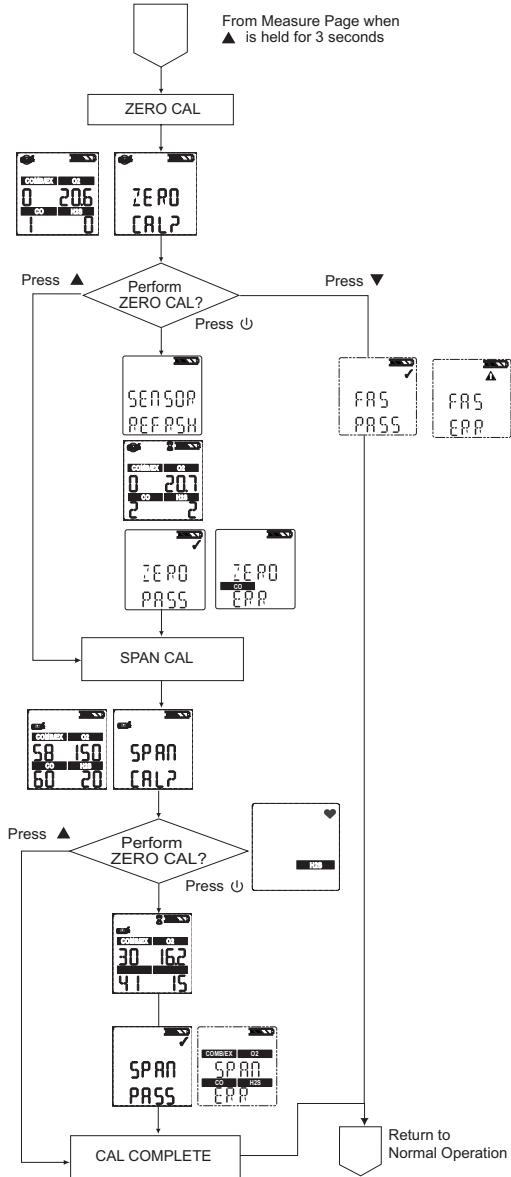 From Measure Page when
▲ is held for 3 seconds
ZERO CAL
COMB/EX O2
0 20.6
CO H2S
1 0
ZERO
CAL?
Press ▲
Perform
ZERO CAL?
Press ▼
Press ⏻
SENSOR
REFRSH
COMB/EX O2
0 20.7
CO H2S
2 2
FAS
PASS
FAS
ERR
ZERO
PASS
ZERO
CO
ERR
SPAN CAL
COMB/EX O2
58 15.0
CO H2S
60 20
SPAN
CAL?
Press ▲
Perform
ZERO CAL?
H2S
Press ⏻
COMB/EX O2
30 16.2
41 15
SPAN
PASS
COMB/EX O2
SPAN
CO H2S
ERR
CAL COMPLETE
Return to
Normal Operation